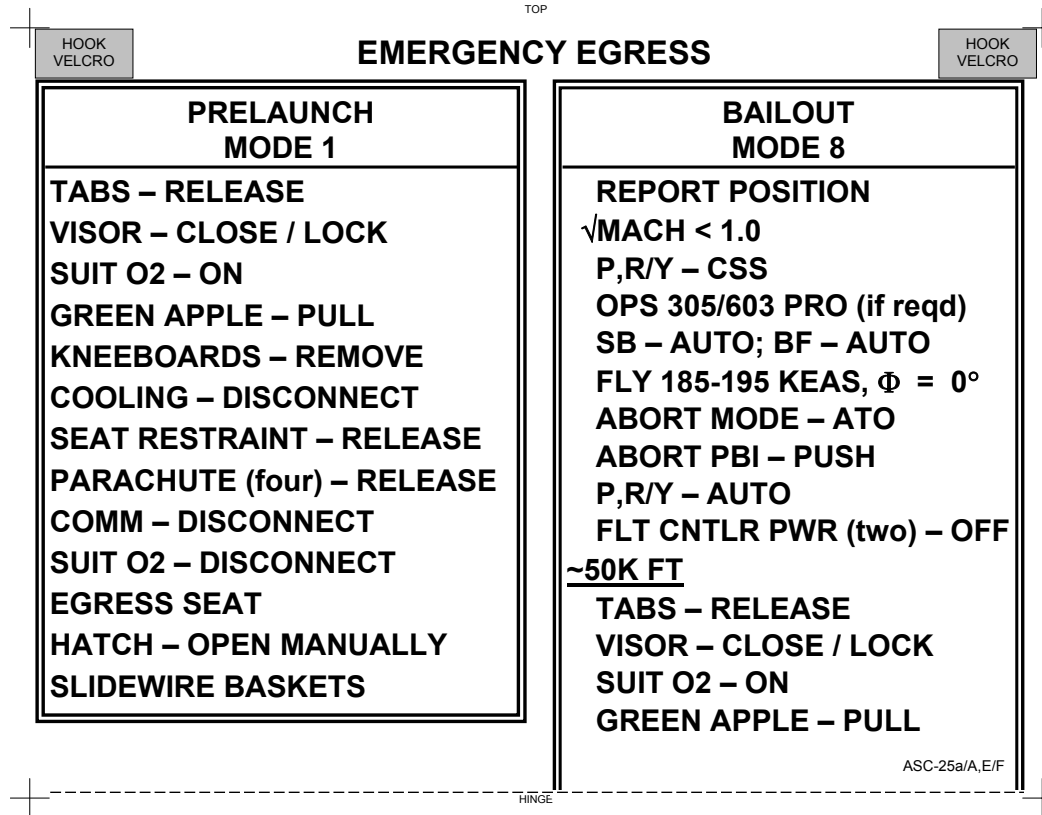 TOP
HOOK
VELCRO
EMERGENCY EGRESS
HOOK
VELCRO
PRELAUNCH
MODE 1
TABS – RELEASE
VISOR – CLOSE / LOCK
SUIT O2 – ON
GREEN APPLE – PULL
KNEEBOARDS – REMOVE
COOLING – DISCONNECT
SEAT RESTRAINT – RELEASE
PARACHUTE (four) – RELEASE
COMM – DISCONNECT
SUIT O2 – DISCONNECT
EGRESS SEAT
HATCH – OPEN MANUALLY
SLIDEWIRE BASKETS
BAILOUT
MODE 8
REPORT POSITION
√MACH < 1.0
P,R/Y – CSS
OPS 305/603 PRO (if reqd)
SB – AUTO; BF – AUTO
FLY 185-195 KEAS, Φ = 0°
ABORT MODE – ATO
ABORT PBI – PUSH
P,R/Y – AUTO
FLT CNTLR PWR (two) – OFF
~50K FT
TABS – RELEASE
VISOR – CLOSE / LOCK
SUIT O2 – ON
GREEN APPLE – PULL
ASC-25a/A,E/F
HINGE